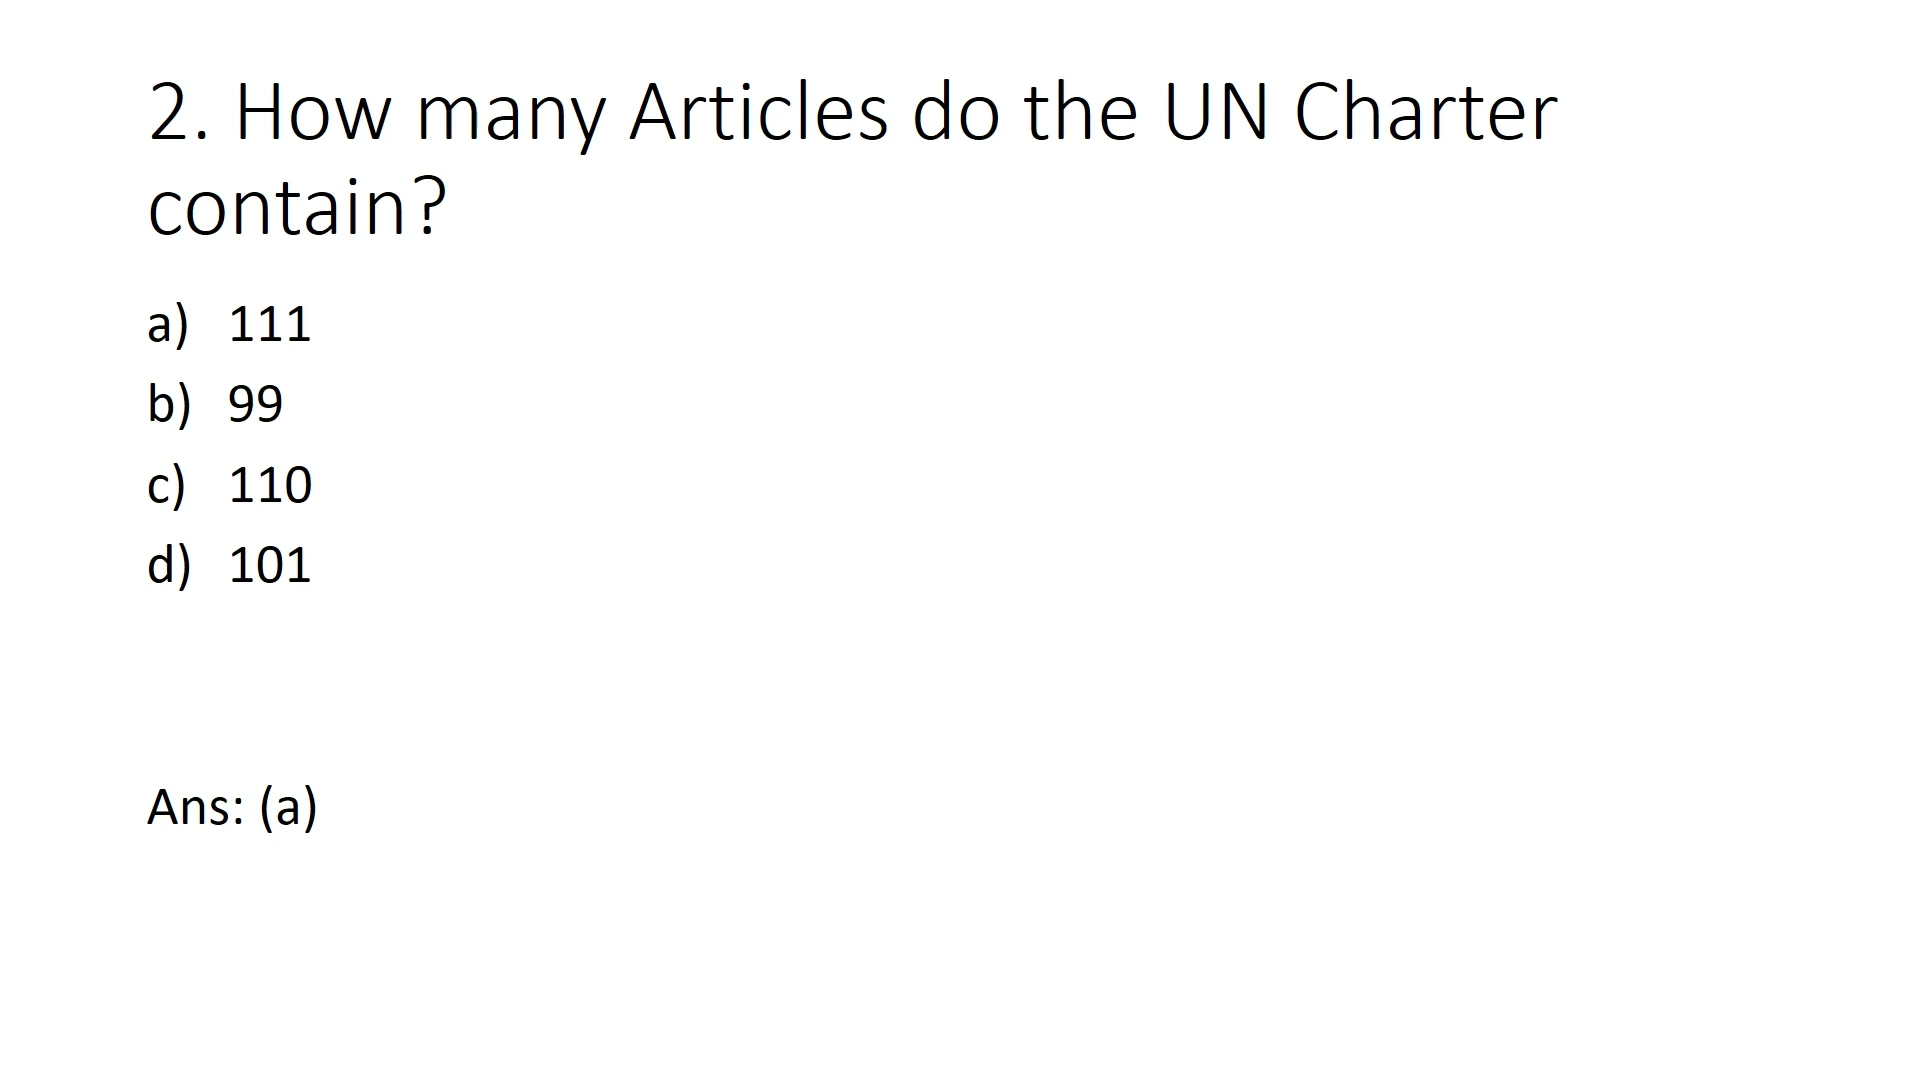 2. How many Articles do the UN Charter
contain?
a) 111
b) 99
c) 110
d) 101
Ans: (a)